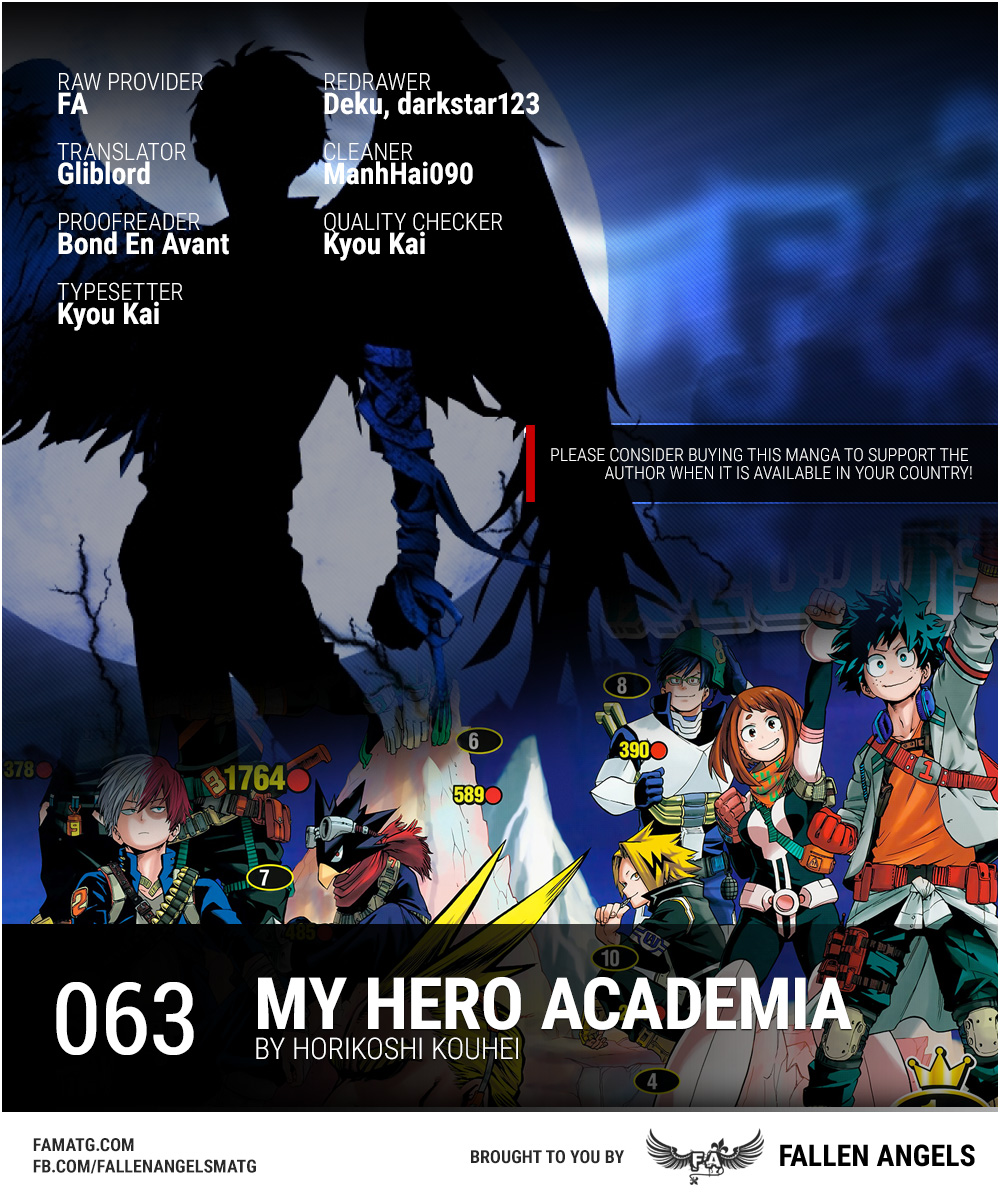 RAW PROVIDER
FA
TRANSLATOR
Gliblord
PROOFREADER
Bond En Avant
TYPESETTER
Kyou Kai
REDRAWER
Deku, darkstar123
CLEANER
ManhHai090
QUALITY CHECKER
Kyou Kai
PLEASE CONSIDER BUYING THIS MANGA TO SUPPORT THE
AUTHOR WHEN IT IS AVAILABLE IN YOUR COUNTRY!
8
390
6
589
378
1764
7
485
10
4
1
063
MY HERO ACADEMIA
BY HORIKOSHI KOUHEI
FAMATG.COM
FB.COM/FALLENANGELSMATG
BROUGHT TO YOU BY
FA
FALLEN ANGELS